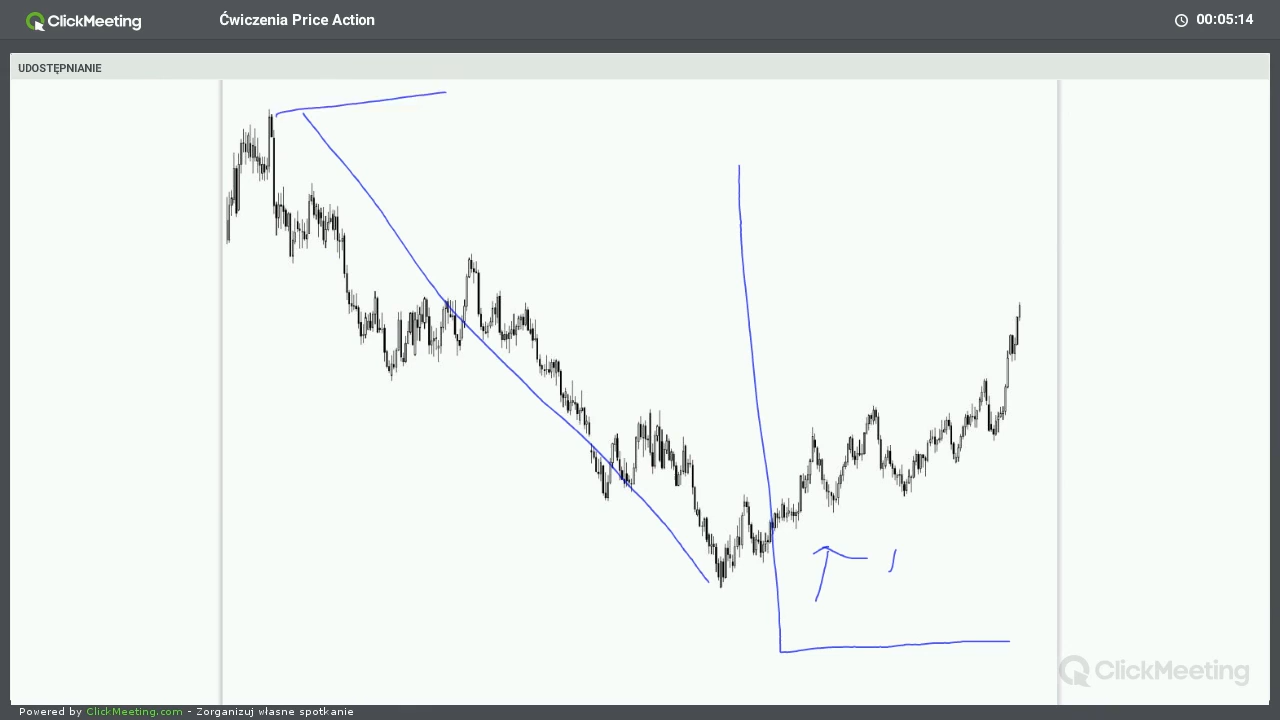 ClickMeeting
Ćwiczenia Price Action
00:05:14
UDOSTĘPNIANIE
ClickMeeting
Powered by ClickMeeting.com - Zorganizuj własne spotkanie